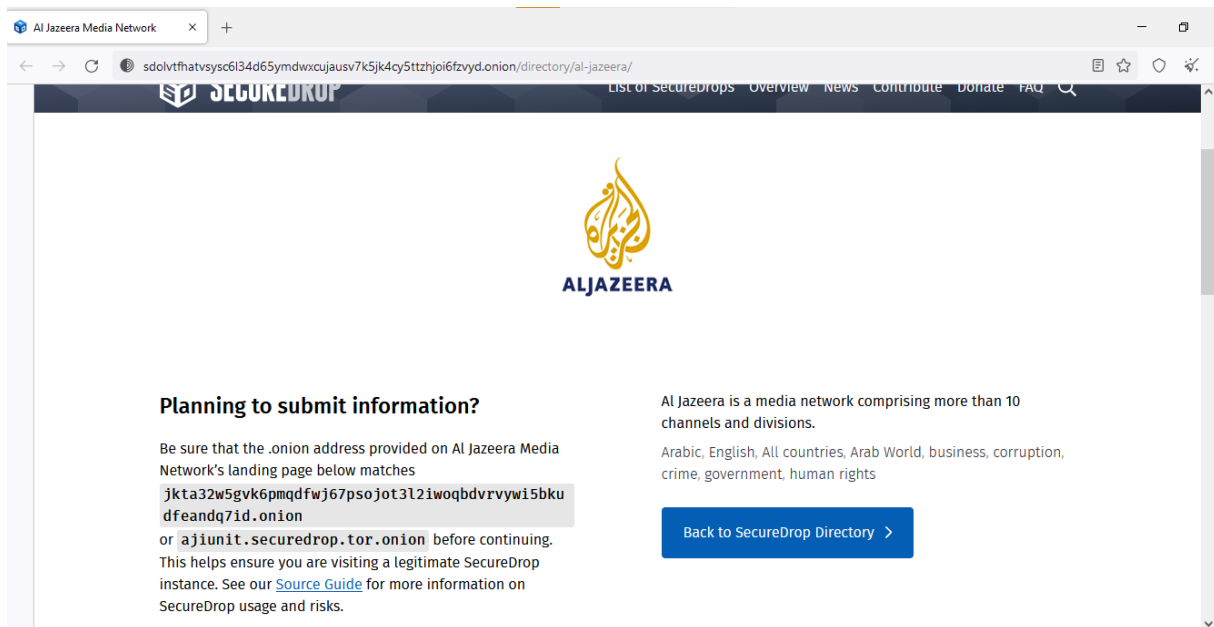 Al Jazeera Media Network
sdolvtfhatvsysc6l34d65ymdwxcujausv7k5jk4cy5ttzhjoi6fzvyd.onion/directory/al-jazeera/
SECUREDROP
List of SecureDrops Overview News Contribute Donate FAQ
ALJAZEERA
Planning to submit information?
Be sure that the .onion address provided on Al Jazeera Media
Network’s landing page below matches
jkta32w5gvk6pmqdfwj67psojot3l2iwoqbdvrvywi5bku
dfeandq7id.onion
or ajiunit.securedrop.tor.onion before continuing.
This helps ensure you are visiting a legitimate SecureDrop
instance. See our Source Guide for more information on
SecureDrop usage and risks.
Al Jazeera is a media network comprising more than 10
channels and divisions.
Arabic, English, All countries, Arab World, business, corruption,
crime, government, human rights
Back to SecureDrop Directory